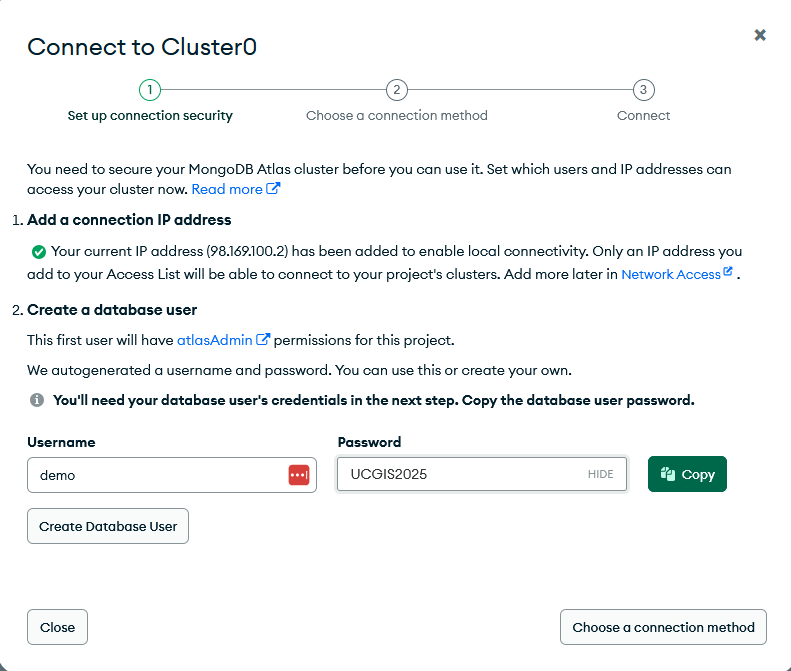 Connect to Cluster0
1
2
3
Set up connection security
Choose a connection method
Connect
You need to secure your MongoDB Atlas cluster before you can use it. Set which users and IP addresses can
access your cluster now. Read more
1. Add a connection IP address
Your current IP address (98.169.100.2) has been added to enable local connectivity. Only an IP address you
add to your Access List will be able to connect to your project's clusters. Add more later in Network Access .
2. Create a database user
This first user will have atlasAdmin permissions for this project.
We autogenerated a username and password. You can use this or create your own.
You'll need your database user's credentials in the next step. Copy the database user password.
Username
Password
demo
UCGIS2025
HIDE
Copy
Create Database User
Close
Choose a connection method